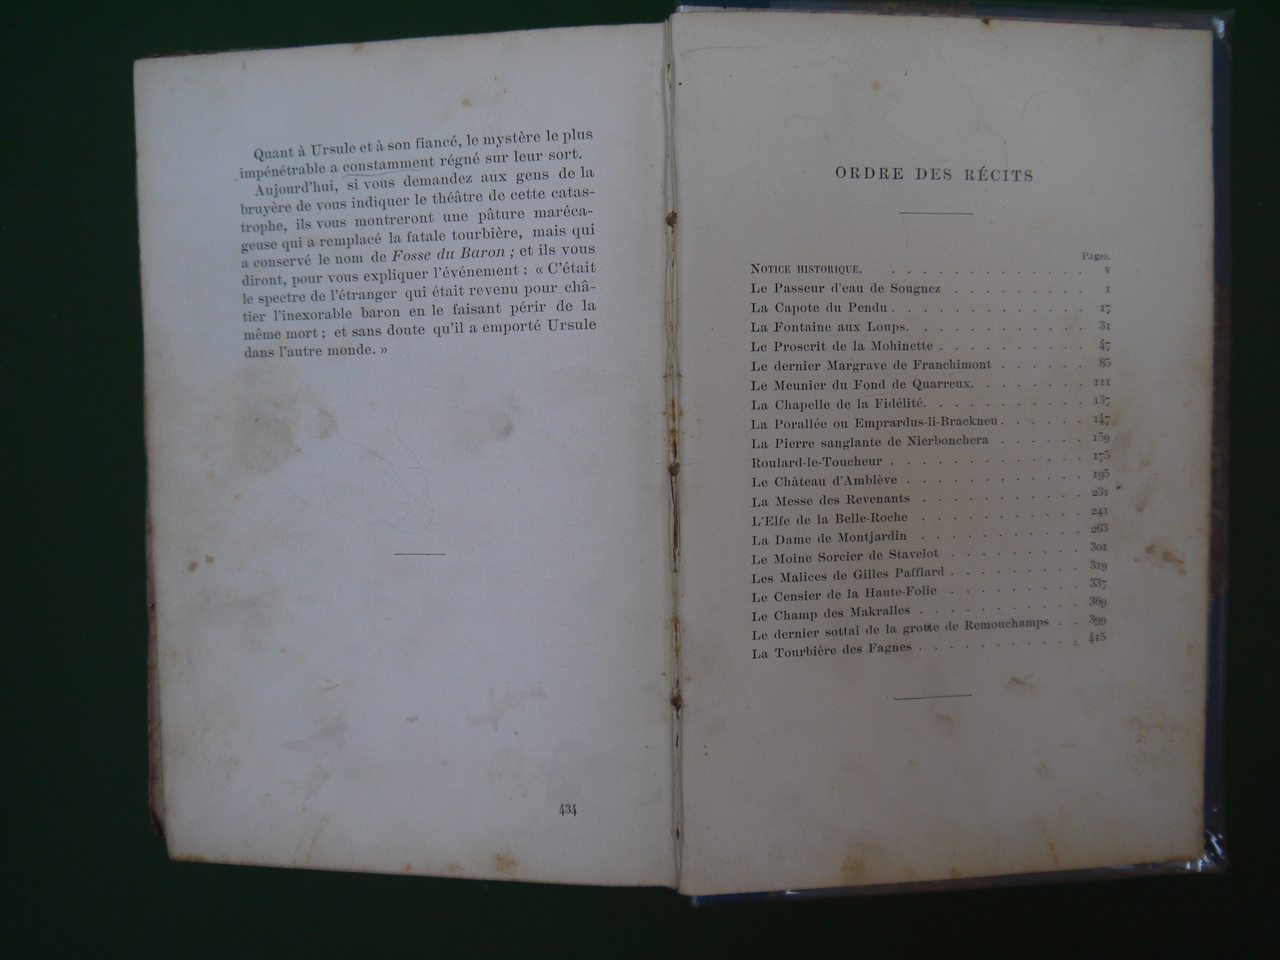 Quant à Ursule et à son fiancé, le mystère le plus
impénétrable a constamment régné sur leur sort.
Aujourd'hui, si vous demandez aux gens de la
bruyère de vous indiquer le théâtre de cette catas-
trophe, ils vous montreront une pâture maréca-
geuse qui a remplacé la fatale tourbière, mais qui
a conservé le nom de Fosse du Baron ; et ils vous
diront, pour vous expliquer l'événement : « C'était
le spectre de l'étranger qui était revenu pour châ-
tier l'inexorable baron en le faisant périr de la
même mort ; et sans doute qu'il a emporté Ursule
dans l'autre monde. »
434
ORDRE DES RÉCITS
Pages.
NOTICE HISTORIQUE. . . . . . . . . . . . . . V
Le Passeur d'eau de Sougnez . . . . . . . . . 1
La Capote du Pendu . . . . . . . . . . . . . 17
La Fontaine aux Loups. . . . . . . . . . . . 31
Le Proscrit de la Mohinette . . . . . . . . . . 47
Le dernier Margrave de Franchimont . . . . . . 85
Le Meunier du Fond de Quarreux. . . . . . . . 111
La Chapelle de la Fidélité. . . . . . . . . . . 137
La Porallée ou Emprardus-li-Brackneu . . . . . . 147
La Pierre sanglante de Nierbonchera . . . . . . 159
Roulard-le-Toucheur . . . . . . . . . . . . . 175
Le Château d'Amblève . . . . . . . . . . . . 195
La Messe des Revenants . . . . . . . . . . . 231
L'Elfe de la Belle-Roche . . . . . . . . . . . 241
La Dame de Montjardin . . . . . . . . . . . 263
Le Moine Sorcier de Stavelot . . . . . . . . . 301
Les Malices de Gilles Pafflard . . . . . . . . . 319
Le Censier de la Haute-Folie . . . . . . . . . 337
Le Champ des Makralles . . . . . . . . . . . 369
Le dernier sottai de la grotte de Remouchamps . . 399
La Tourbière des Fagnes . . . . . . . . . . . 415